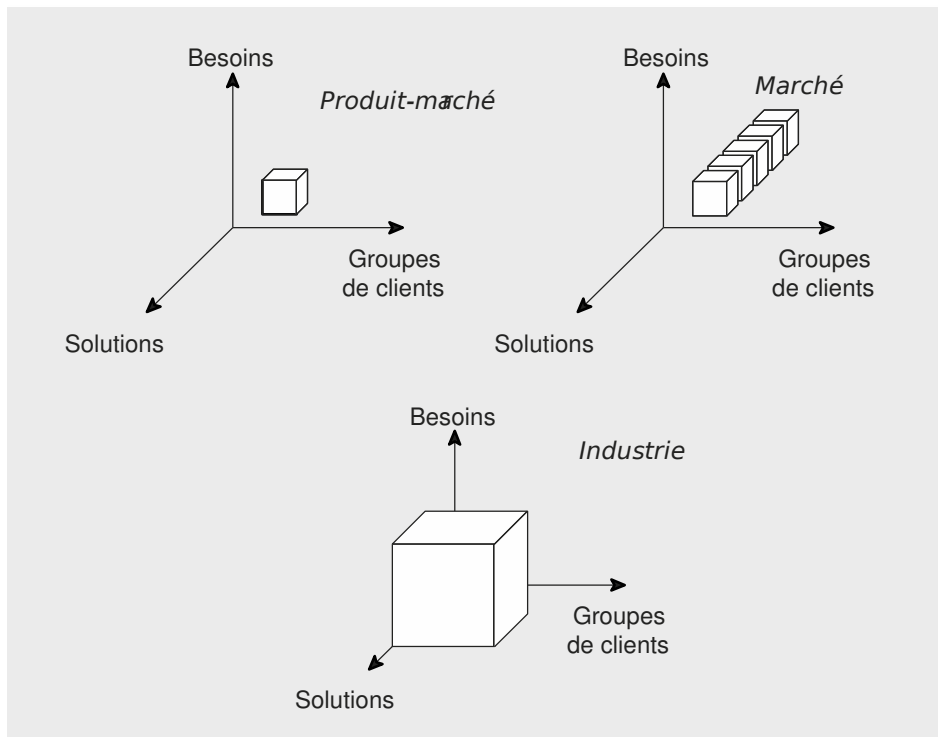 Besoins
Produit-marché
Groupes
de clients
Solutions
Besoins
Marché
Groupes
de clients
Solutions
Besoins
Industrie
Groupes
de clients
Solutions